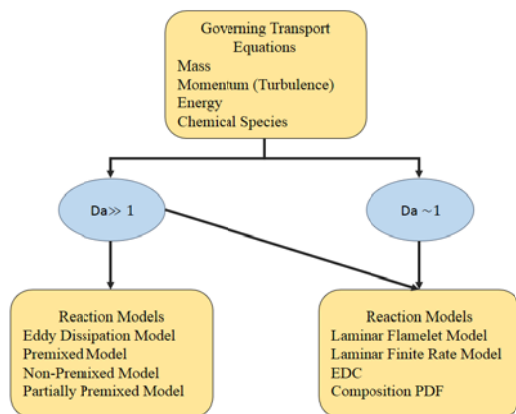 Governing Transport
Equations
Mass
Momentum (Turbulence)
Energy
Chemical Species
Da≫ 1
Da ~1
Reaction Models
Eddy Dissipation Model
Premixed Model
Non-Premixed Model
Partially Premixed Model
Reaction Models
Laminar Flamelet Model
Laminar Finite Rate Model
EDC
Composition PDF